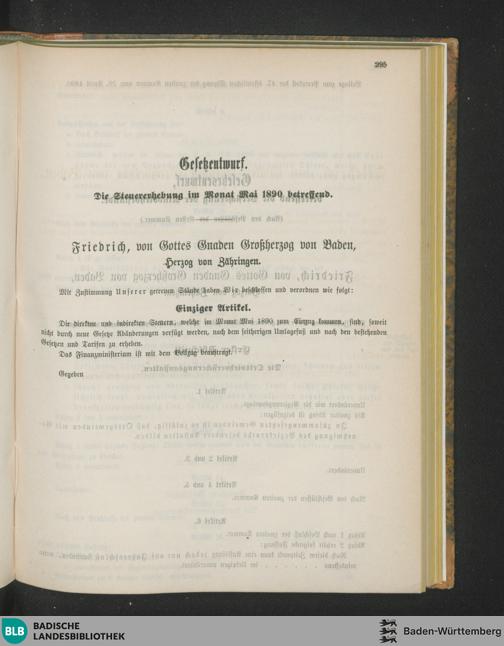 395
Gesetzentwurf.
Die Steuererhebung im Monat Mai 1890 betreffend.
Friedrich, von Gottes Gnaden Großherzog von Baden,
Herzog von Zähringen.
Mit Zustimmung Unserer getreuen Stände haben Wir beschlossen und verordnen wie folgt:
Einziger Artikel.
Die direkten und indirekten Steuern, welche im Monat Mai 1890 zum Einzug kommen, sind, soweit
nicht durch neue Gesetze Abänderungen verfügt werden, nach dem seitherigen Umlagefuß und nach den bestehenden
Gesetzen und Tarifen zu erheben.
Das Finanzministerium ist mit dem Vollzug beauftragt.
Gegeben
BLB BADISCHE
LANDESBIBLIOTHEK
Baden-Württemberg